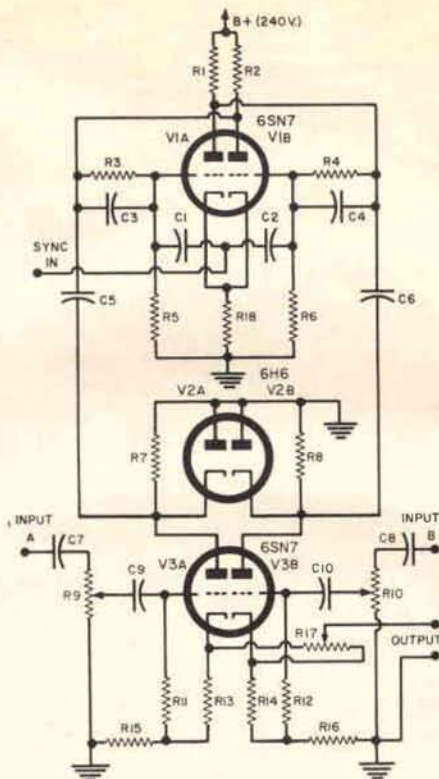 B+ (240V.)
R1 R2
6SN7
V1A V1B
R3 R4
C3 C1 C2 C4
SYNC
IN
C5 C6
R5 R18 R6
6H6
V2A V2B
R7 R8
INPUT
A C7
INPUT
C8 B
6SN7
V3A V3B
C9 C10
R9 R10
R17
OUTPUT
R11 R13 R14 R12
R15 R16